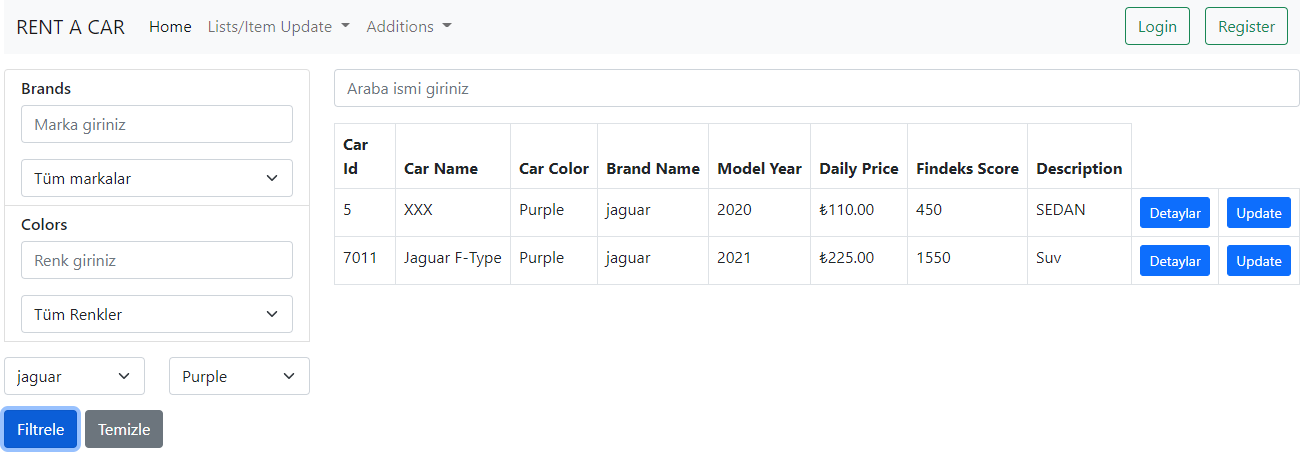 RENT A CAR Home Lists/Item Update Additions Login Register
Brands
Marka giriniz
Tüm markalar
Colors
Renk giriniz
Tüm Renkler
jaguar Purple
Filtrele Temizle
Araba ismi giriniz
Car Id Car Name Car Color Brand Name Model Year Daily Price Findeks Score Description
5 XXX Purple jaguar 2020 ₺110.00 450 SEDAN Detaylar Update
7011 Jaguar F-Type Purple jaguar 2021 ₺225.00 1550 Suv Detaylar Update